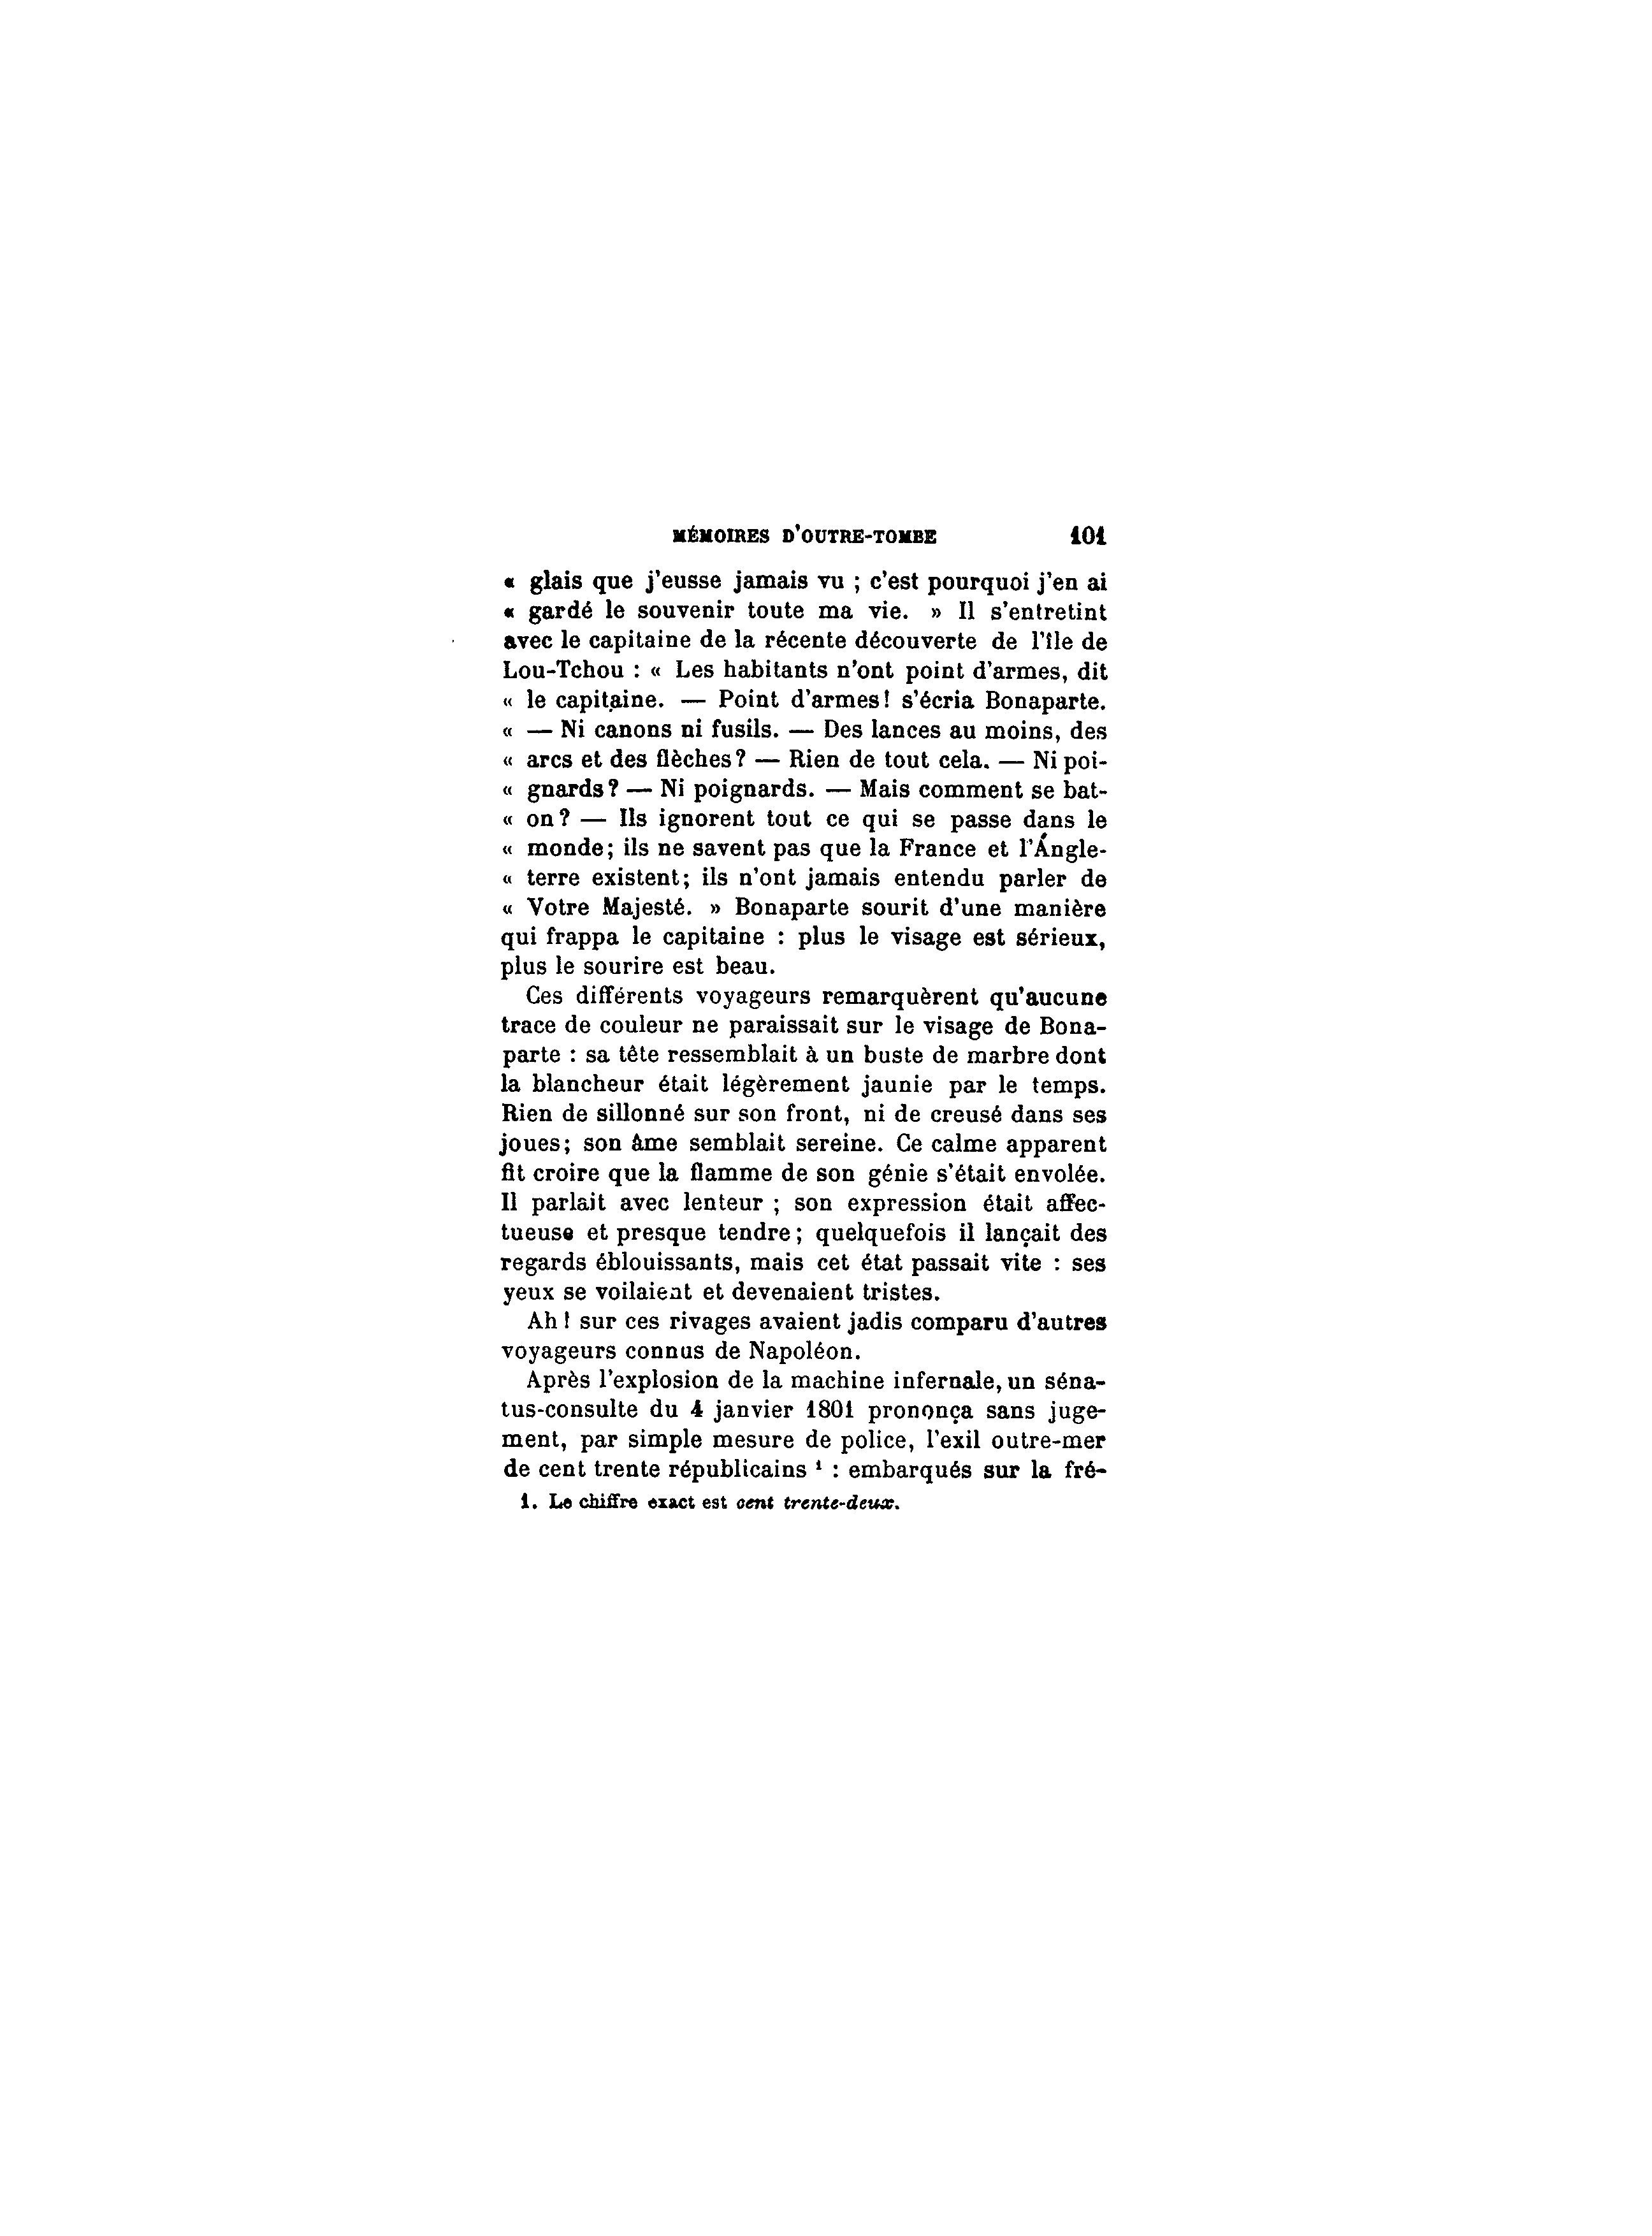 MÉMOIRES D'OUTRE-TOMBE 101
« glais que j'eusse jamais vu ; c'est pourquoi j'en ai
« gardé le souvenir toute ma vie. » Il s'entretint
avec le capitaine de la récente découverte de l'île de
Lou-Tchou : « Les habitants n'ont point d'armes, dit
« le capitaine. — Point d'armes! s'écria Bonaparte.
« — Ni canons ni fusils. — Des lances au moins, des
« arcs et des flèches? — Rien de tout cela. — Ni poi-
« gnards? — Ni poignards. — Mais comment se bat-
« on? — Ils ignorent tout ce qui se passe dans le
« monde; ils ne savent pas que la France et l'Angle-
« terre existent; ils n'ont jamais entendu parler de
« Votre Majesté. » Bonaparte sourit d'une manière
qui frappa le capitaine : plus le visage est sérieux,
plus le sourire est beau.
Ces différents voyageurs remarquèrent qu'aucune
trace de couleur ne paraissait sur le visage de Bona-
parte : sa tête ressemblait à un buste de marbre dont
la blancheur était légèrement jaunie par le temps.
Rien de sillonné sur son front, ni de creusé dans ses
joues; son âme semblait sereine. Ce calme apparent
fit croire que la flamme de son génie s'était envolée.
Il parlait avec lenteur ; son expression était affec-
tueuse et presque tendre; quelquefois il lançait des
regards éblouissants, mais cet état passait vite : ses
yeux se voilaient et devenaient tristes.
Ah! sur ces rivages avaient jadis comparu d'autres
voyageurs connus de Napoléon.
Après l'explosion de la machine infernale, un séna-
tus-consulte du 4 janvier 1801 prononça sans juge-
ment, par simple mesure de police, l'exil outre-mer
de cent trente républicains ¹ : embarqués sur la fré-
1. Le chiffre exact est cent trente-deux.